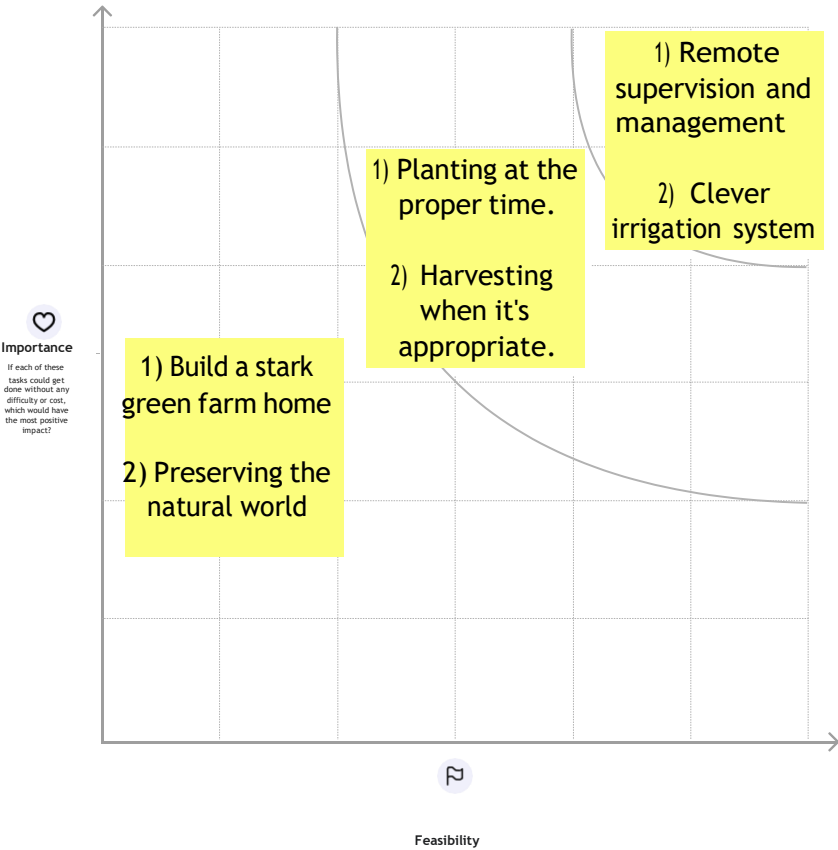 1) Remote
supervision and
management
2) Clever
irrigation system
1) Planting at the
proper time.
2) Harvesting
when it's
appropriate.
1) Build a stark
green farm home
2) Preserving the
natural world
Importance
If each of these
tasks could get
done without any
difficulty or cost,
which would have
the most positive
impact?
Feasibility